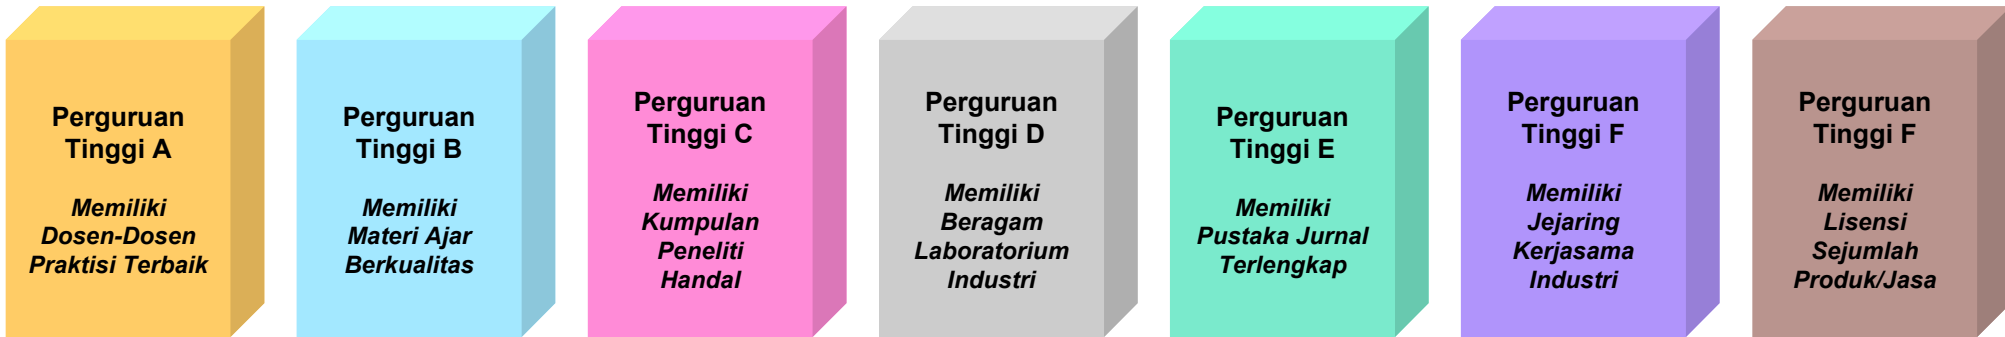 Perguruan
Tinggi A
Memiliki
Dosen-Dosen
Praktisi Terbaik
Perguruan
Tinggi B
Memiliki
Materi Ajar
Berkualitas
Perguruan
Tinggi C
Memiliki
Kumpulan
Peneliti
Handal
Perguruan
Tinggi D
Memiliki
Beragam
Laboratorium
Industri
Perguruan
Tinggi E
Memiliki
Pustaka Jurnal
Terlengkap
Perguruan
Tinggi F
Memiliki
Jejaring
Kerjasama
Industri
Perguruan
Tinggi F
Memiliki
Lisensi
Sejumlah
Produk/Jasa